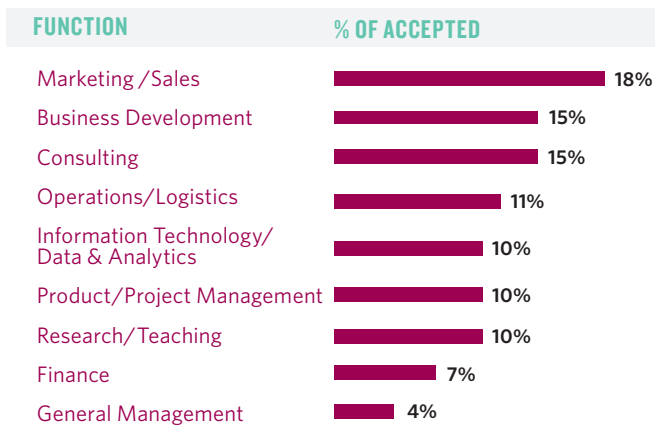 FUNCTION % OF ACCEPTED
Marketing /Sales 18%
Business Development 15%
Consulting 15%
Operations/Logistics 11%
Information Technology/
Data & Analytics 10%
Product/Project Management 10%
Research/Teaching 10%
Finance 7%
General Management 4%